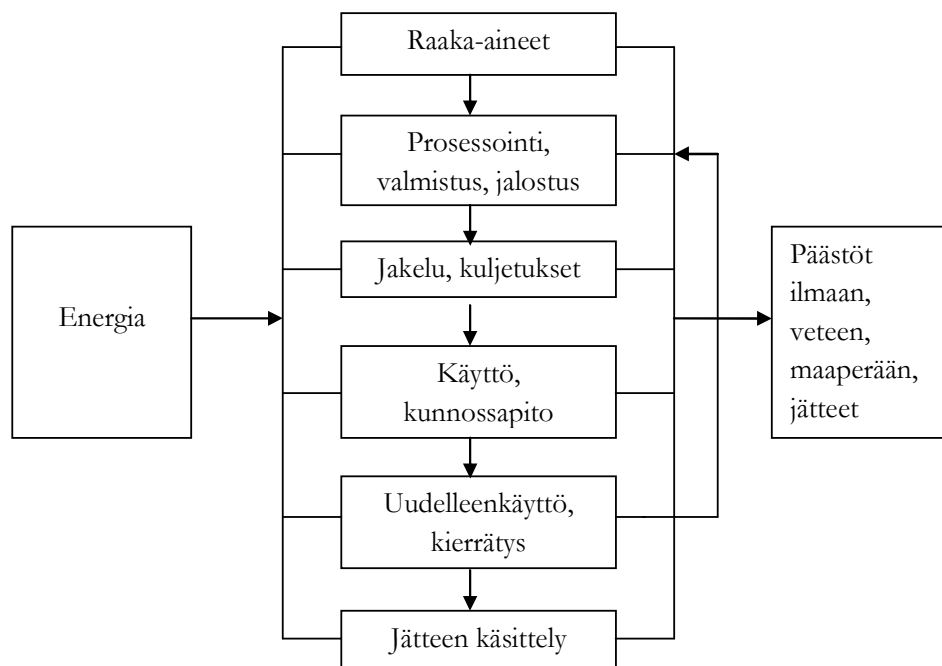 Raaka-aineet
Prosessointi,
valmistus, jalostus
Jakelu, kuljetukset
Energia
Käyttö,
kunnossapito
Uudelleenkäyttö,
kierrätys
Jätteen käsittely
Päästöt
ilmaan,
veteen,
maaperään,
jätteet